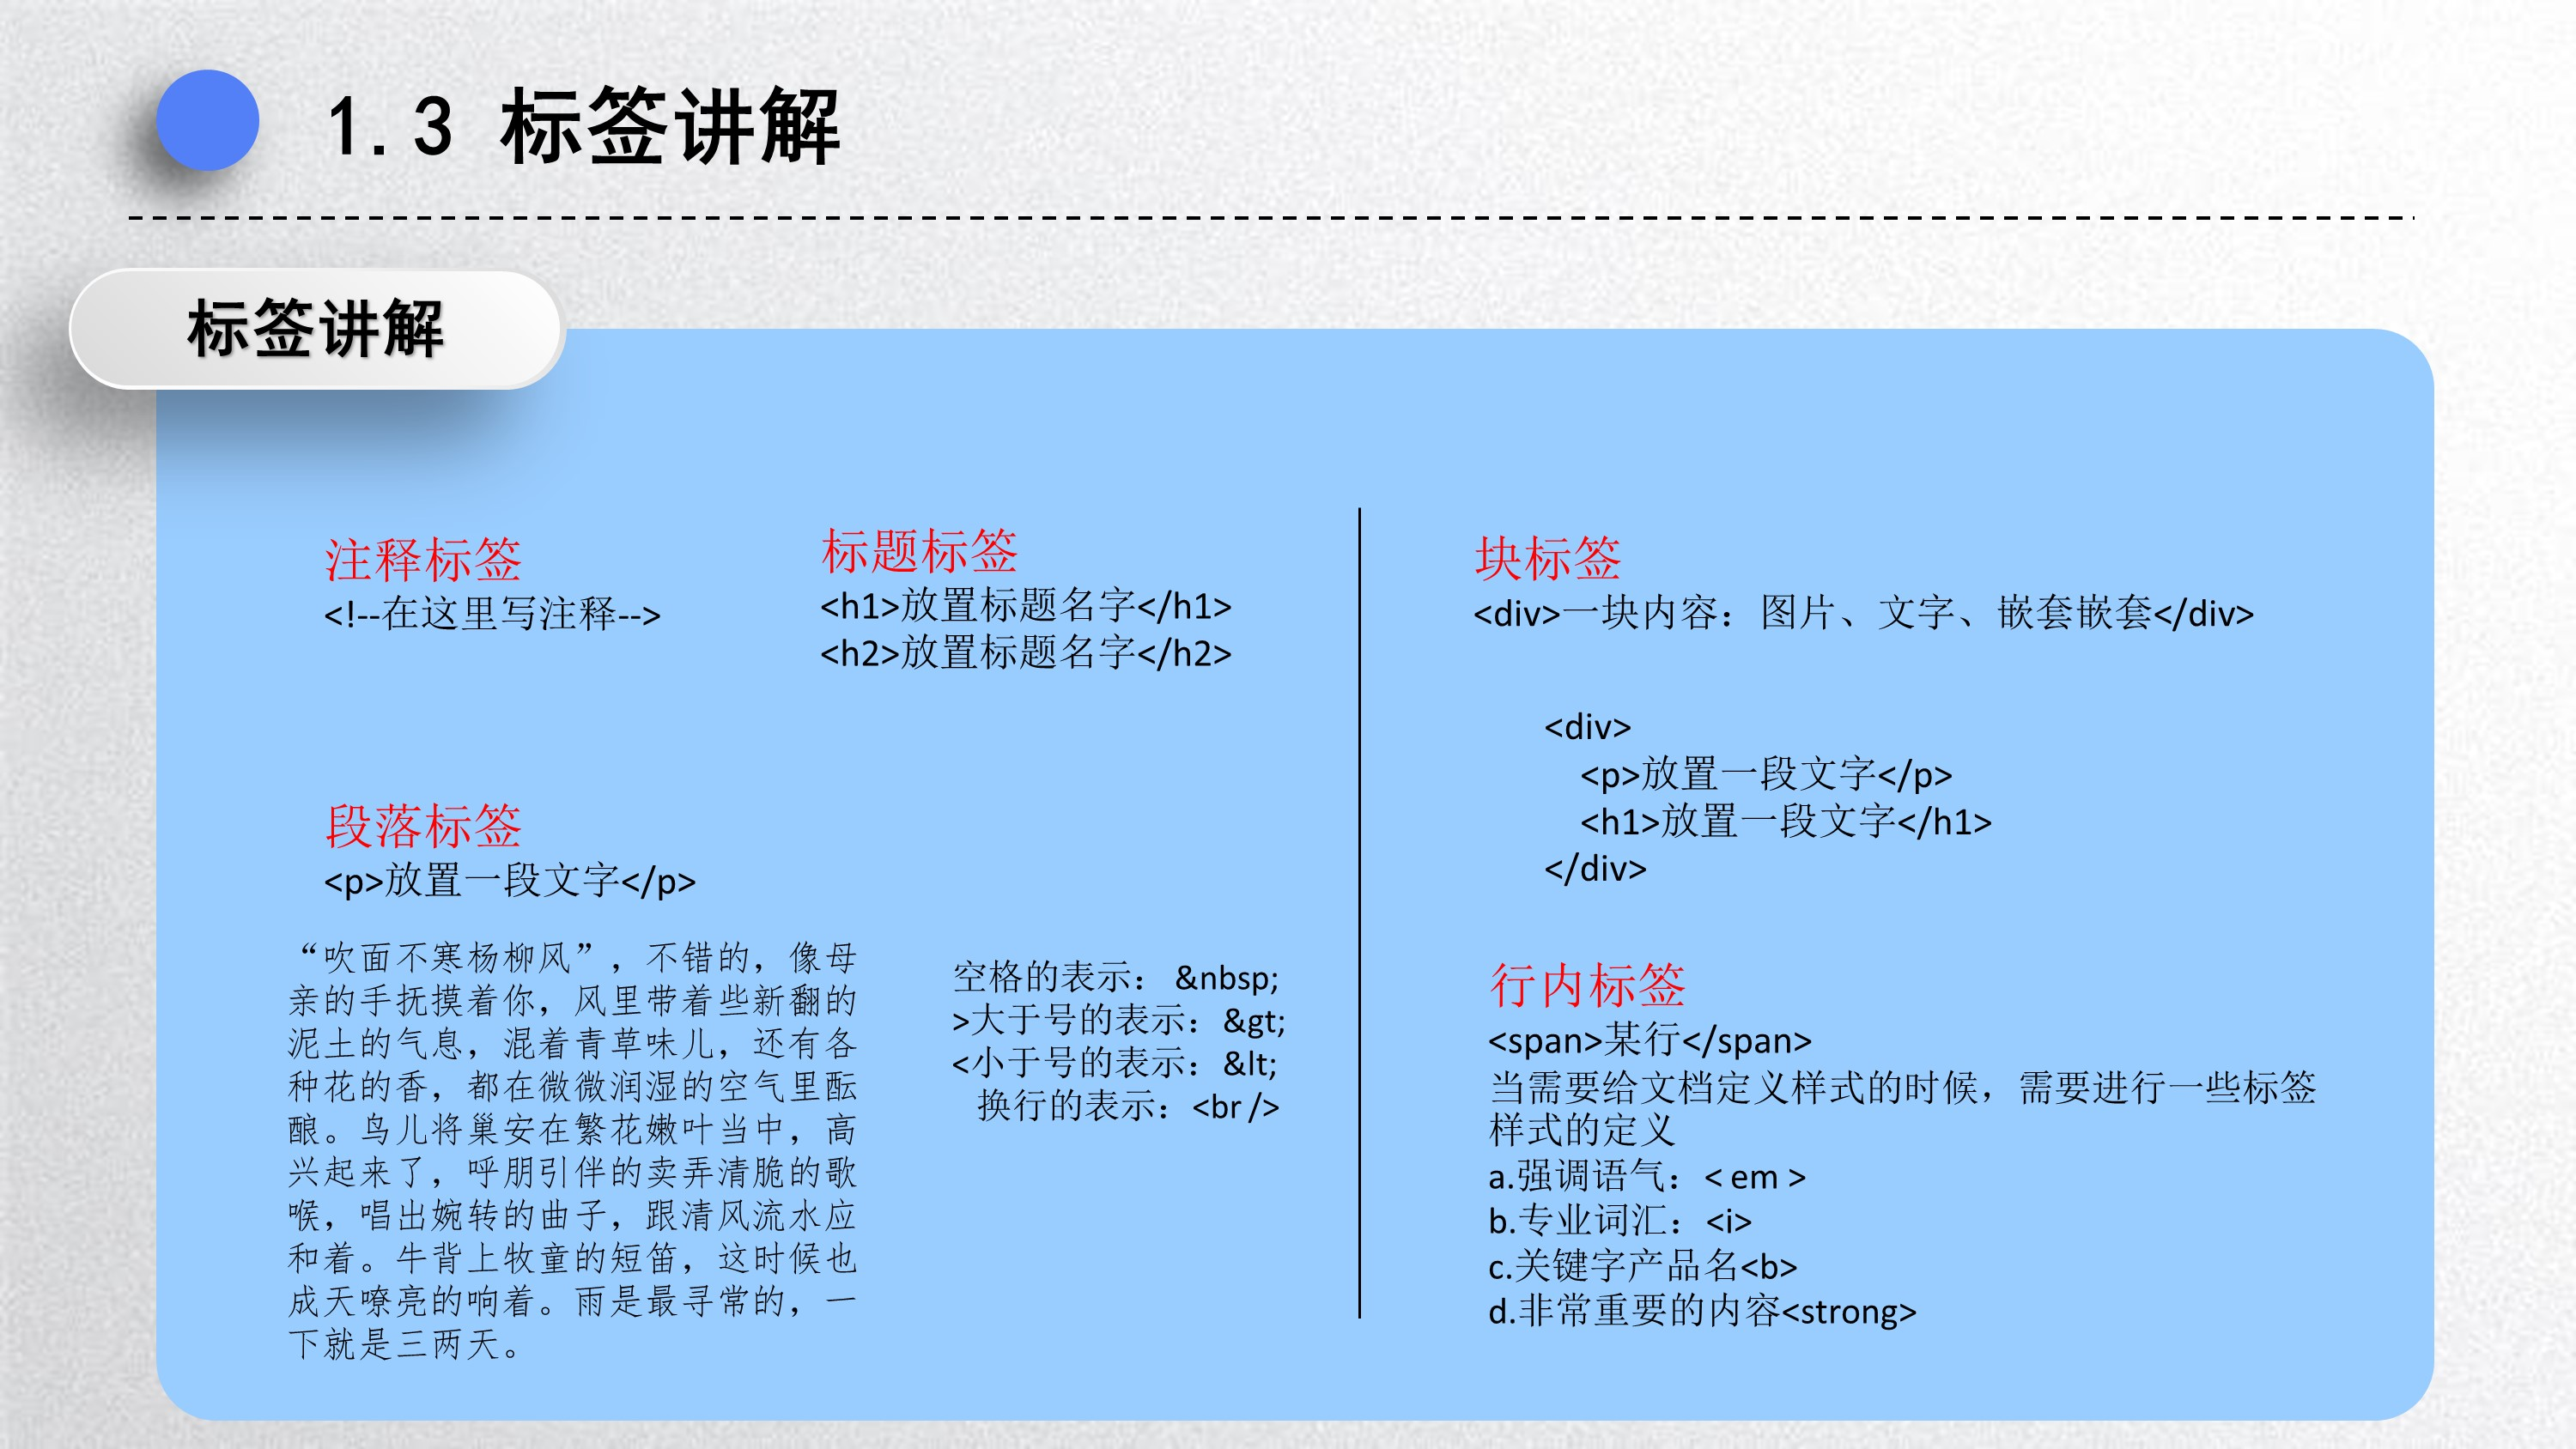 1.3 标签讲解
标签讲解
注释标签
<!--在这里写注释-->
标题标签
<h1>放置标题名字</h1>
<h2>放置标题名字</h2>
段落标签
<p>放置一段文字</p>
“吹面不寒杨柳风”，不错的，像母
亲的手抚摸着你，风里带着些新翻的
泥土的气息，混着青草味儿，还有各
种花的香，都在微微润湿的空气里酝
酿。鸟儿将巢安在繁花嫩叶当中，高
兴起来了，呼朋引伴的卖弄清脆的歌
喉，唱出婉转的曲子，跟清风流水应
和着。牛背上牧童的短笛，这时候也
成天嘹亮的响着。雨是最寻常的，一
下就是三两天。
空格的表示： &nbsp;
>大于号的表示：&gt;
<小于号的表示：&lt;
换行的表示：<br />
块标签
<div>一块内容：图片、文字、嵌套嵌套</div>
<div>
<p>放置一段文字</p>
<h1>放置一段文字</h1>
</div>
行内标签
<span>某行</span>
当需要给文档定义样式的时候，需要进行一些标签
样式的定义
a.强调语气：< em >
b.专业词汇：<i>
c.关键字产品名<b>
d.非常重要的内容<strong>